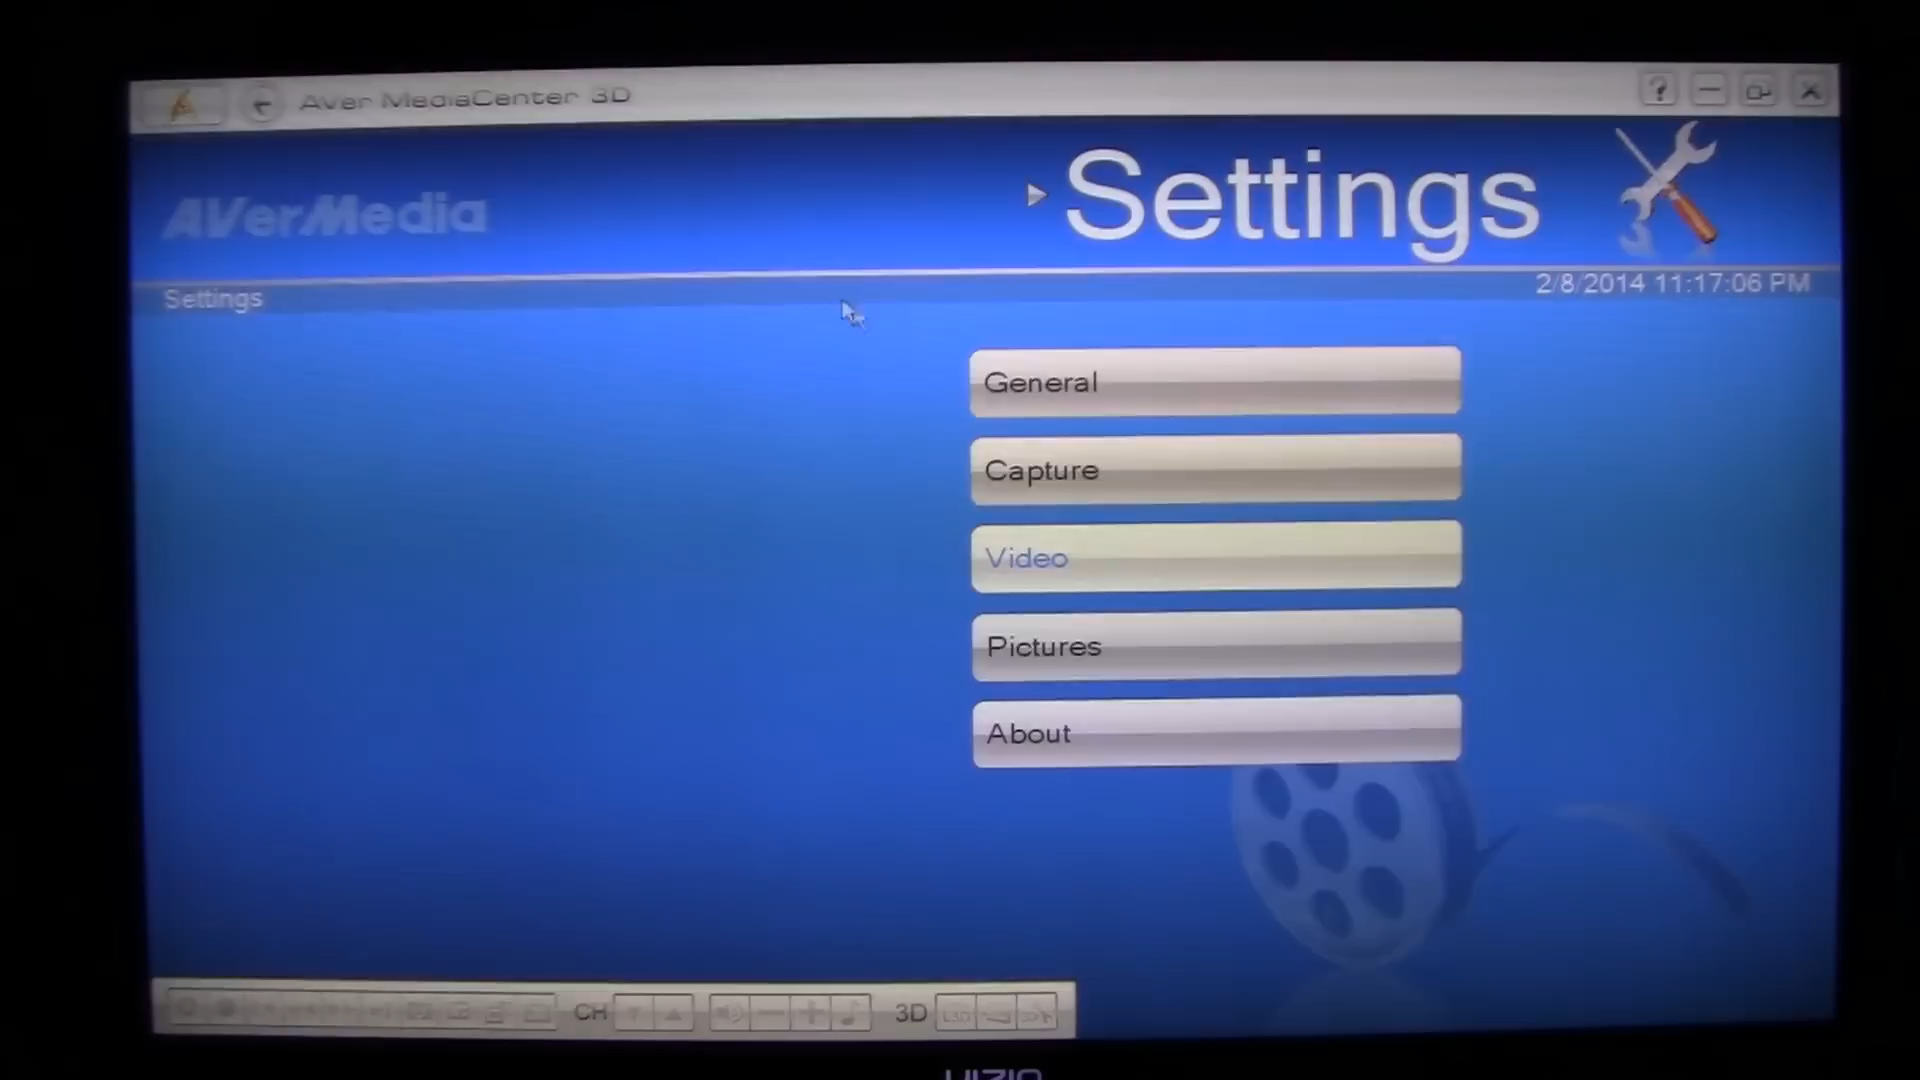 AVer MediaCenter 3D
?
AVerMedia
Settings
Settings
2/8/2014 11:17:06 PM
General
Capture
Video
Pictures
About
CH
3D
VIZIO